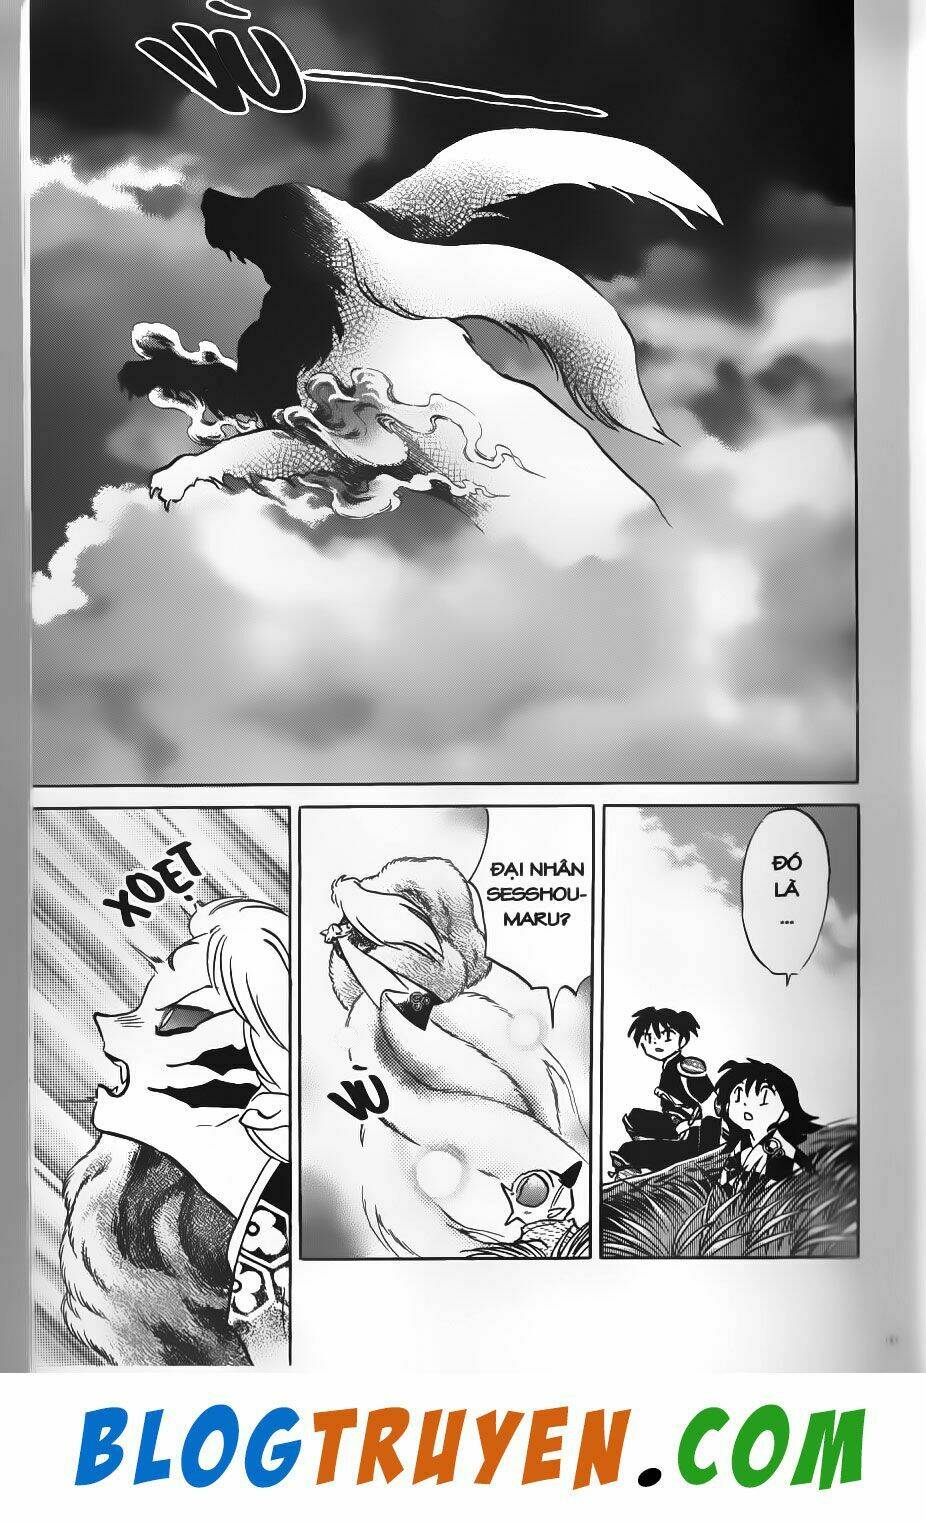 VÙ
ĐÓ
LÀ
...
ĐẠI NHÂN
SESSHOU-
MARU?
VÙ
XOẸT
BLOGTRUYEN.COM